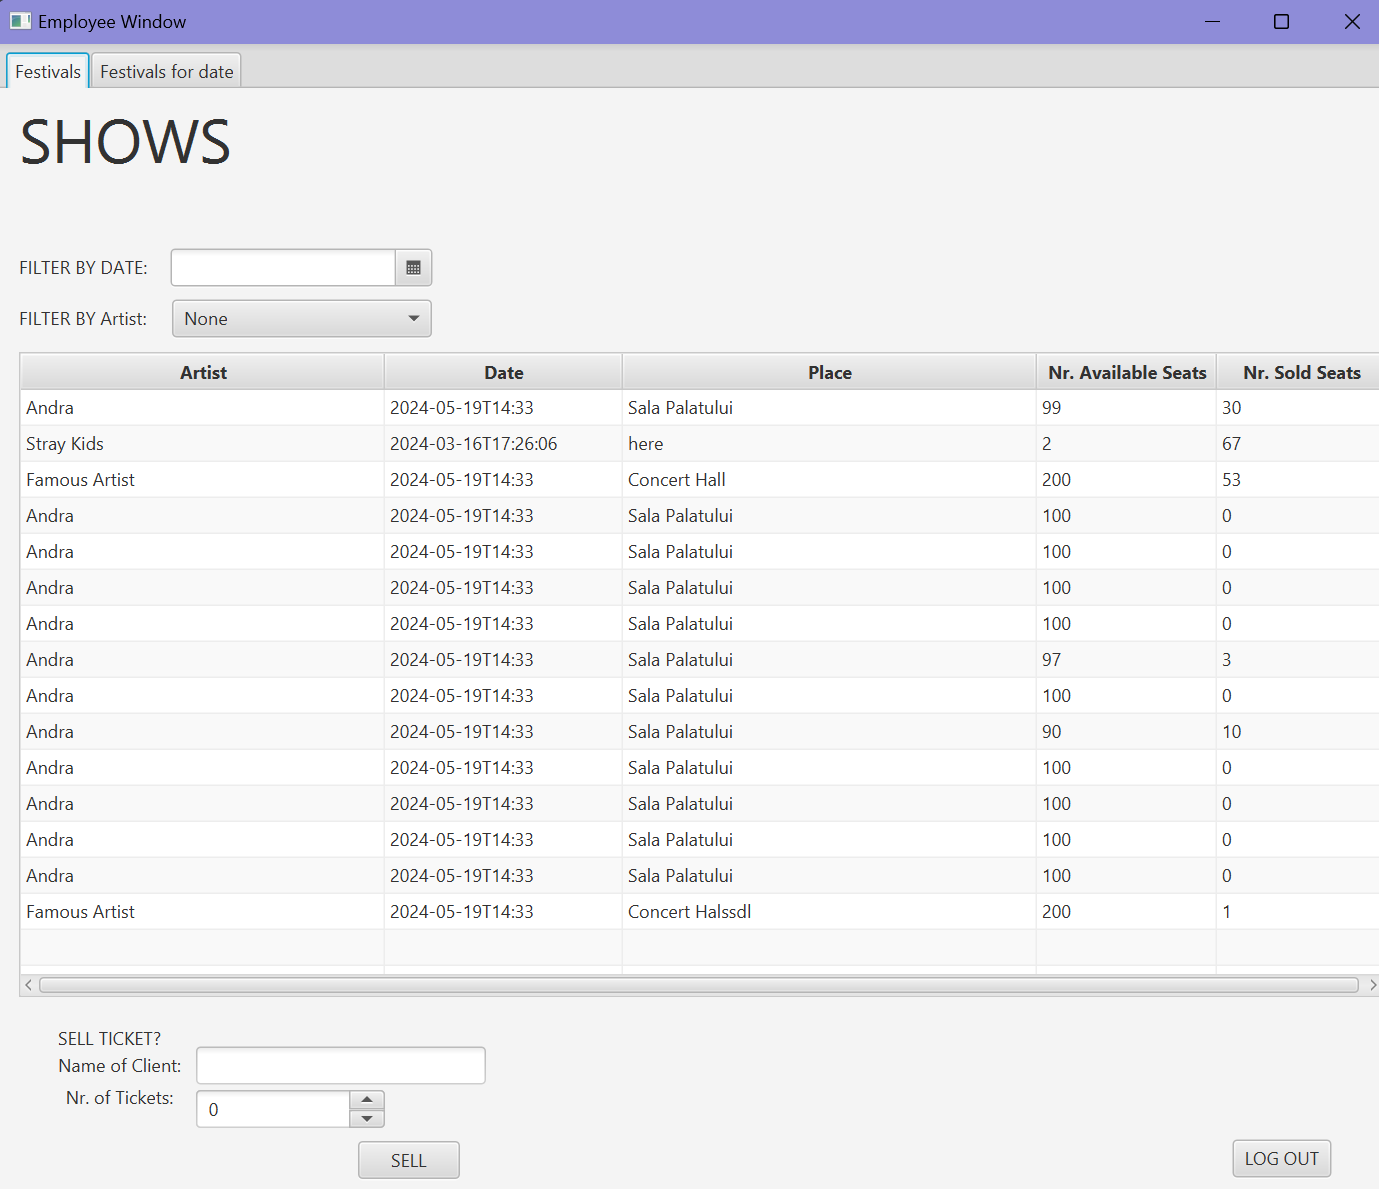 Employee Window
Festivals Festivals for date
SHOWS
FILTER BY DATE:
FILTER BY Artist: None
Artist Date Place Nr. Available Seats Nr. Sold Seats
Andra 2024-05-19T14:33 Sala Palatului 99 30
Stray Kids 2024-03-16T17:26:06 here 2 67
Famous Artist 2024-05-19T14:33 Concert Hall 200 53
Andra 2024-05-19T14:33 Sala Palatului 100 0
Andra 2024-05-19T14:33 Sala Palatului 100 0
Andra 2024-05-19T14:33 Sala Palatului 100 0
Andra 2024-05-19T14:33 Sala Palatului 100 0
Andra 2024-05-19T14:33 Sala Palatului 97 3
Andra 2024-05-19T14:33 Sala Palatului 100 0
Andra 2024-05-19T14:33 Sala Palatului 90 10
Andra 2024-05-19T14:33 Sala Palatului 100 0
Andra 2024-05-19T14:33 Sala Palatului 100 0
Andra 2024-05-19T14:33 Sala Palatului 100 0
Andra 2024-05-19T14:33 Sala Palatului 100 0
Famous Artist 2024-05-19T14:33 Concert Halssdl 200 1
SELL TICKET?
Name of Client:
Nr. of Tickets: 0
SELL LOG OUT